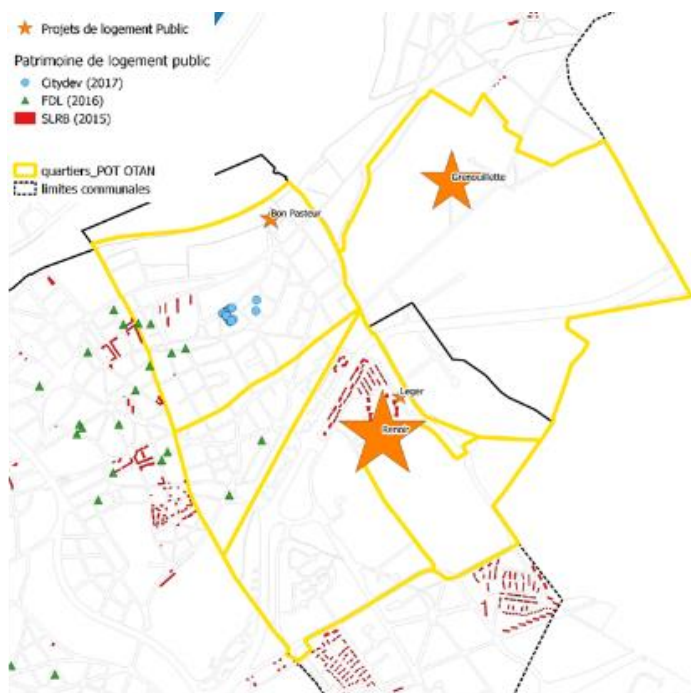 Projets de logement Public
Patrimoine de logement public
Citydev (2017)
FDL (2016)
SLRB (2015)
quartiers_POT OTAN
limites communales
Grenouillette
Bon Pasteur
Leger